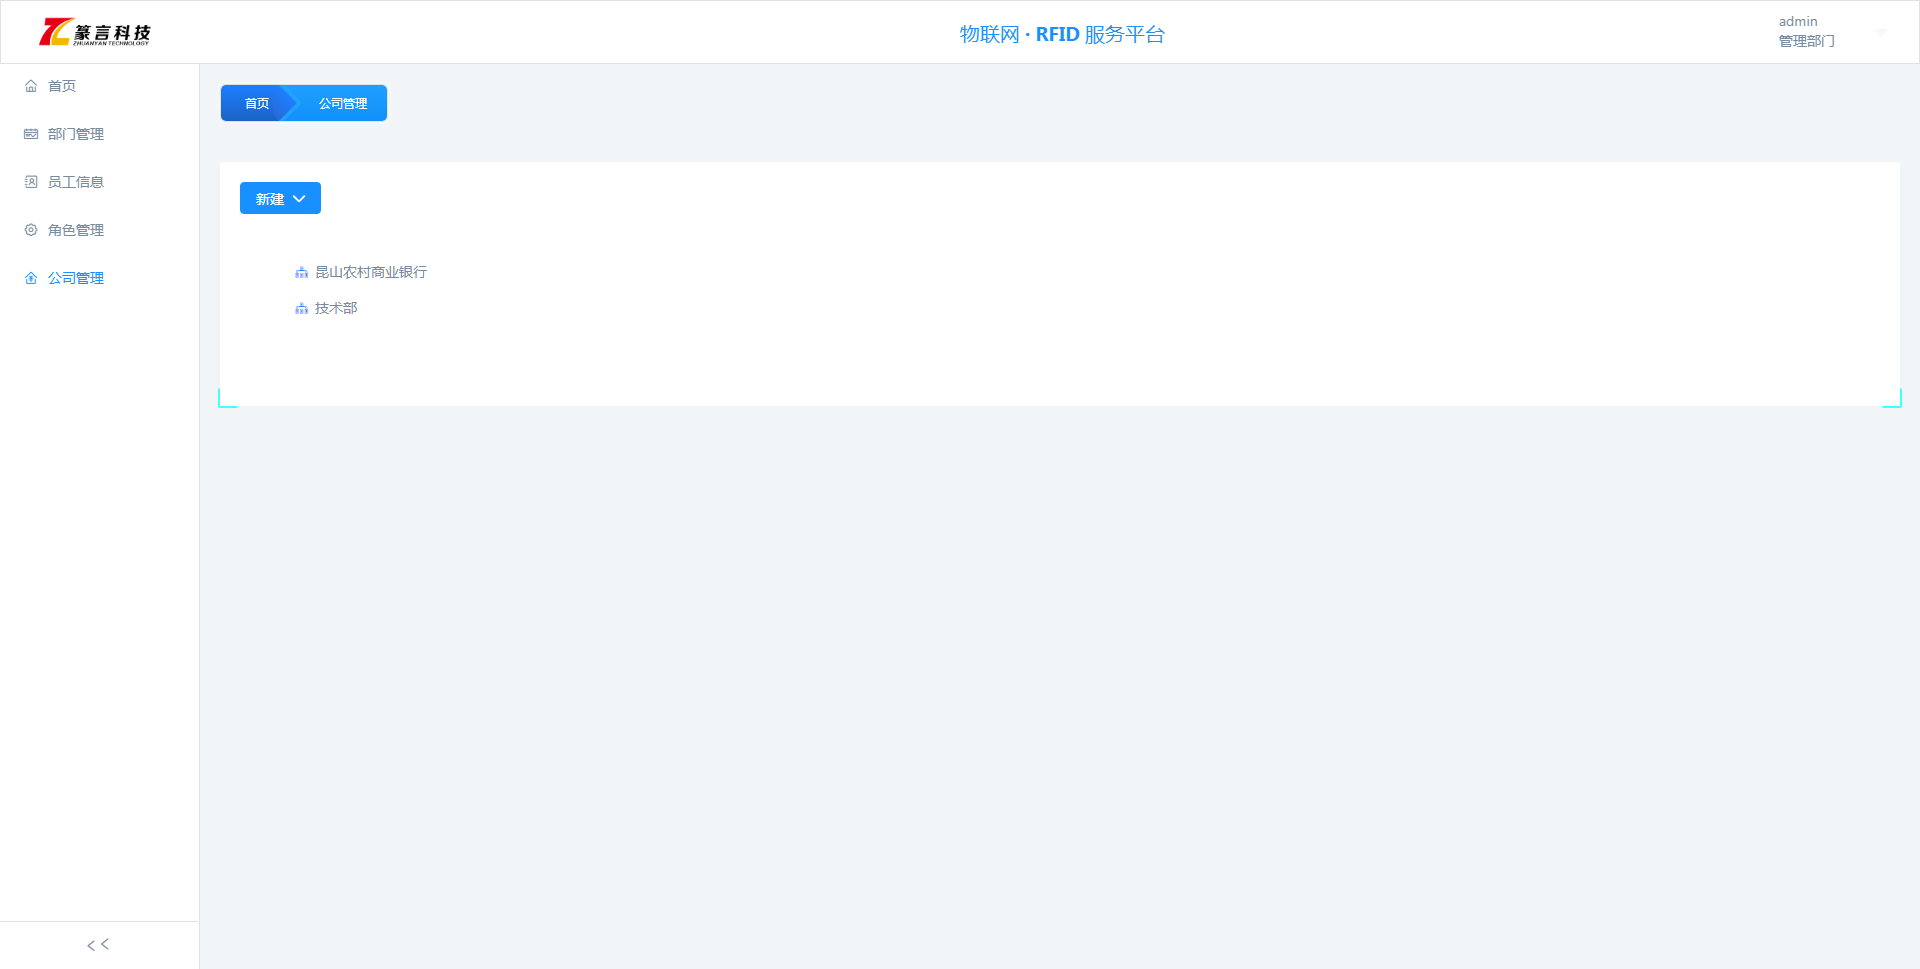 篆言科技
ZHUANYAN TECHNOLOGY
物联网 · RFID 服务平台
admin
管理部门
首页
部门管理
员工信息
角色管理
公司管理
首页
公司管理
新建
昆山农村商业银行
技术部